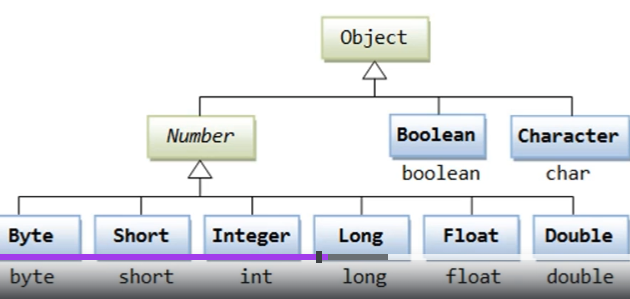 Object
Number
Boolean
Character
boolean
char
Byte
Short
Integer
Long
Float
Double
byte
short
int
long
float
double